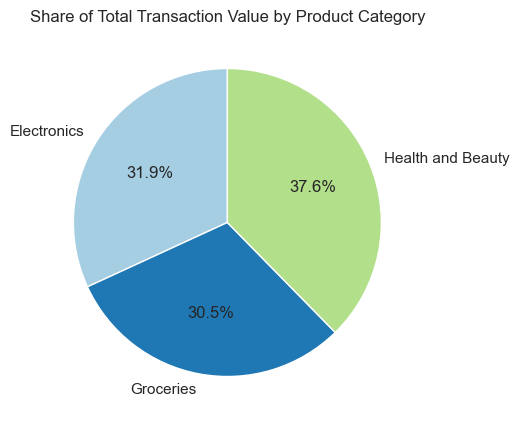 Share of Total Transaction Value by Product Category
Electronics
31.9%
37.6%
Health and Beauty
30.5%
Groceries